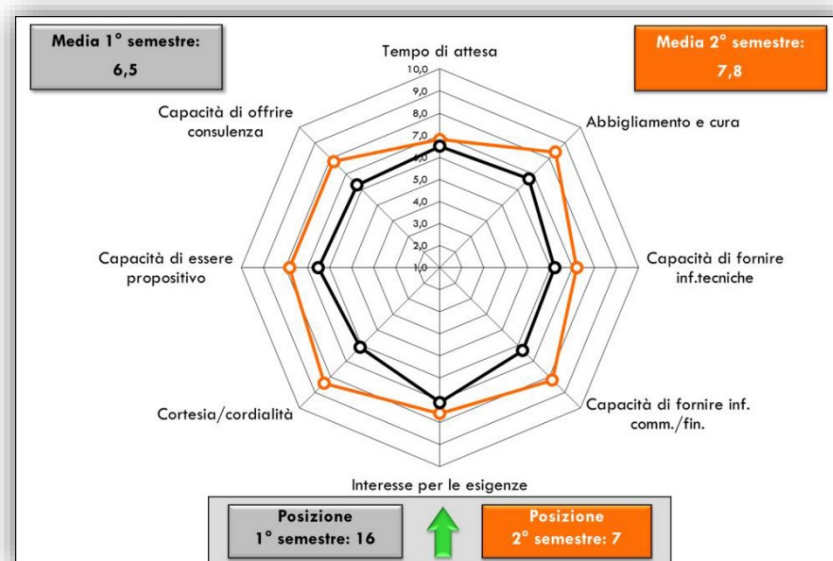 Media 1° semestre:
6,5
Tempo di attesa
Media 2° semestre:
7,8
10,0
9,0
8,0
7,0
6,0
5,0
4,0
3,0
2,0
1,0
Capacità di offrire
consulenza
Abbigliamento e cura
Capacità di essere
propositivo
Capacità di fornire
inf.tecniche
Cortesia/cordialità
Capacità di fornire inf.
comm./fin.
Interesse per le esigenze
Posizione
1° semestre: 16
Posizione
2° semestre: 7